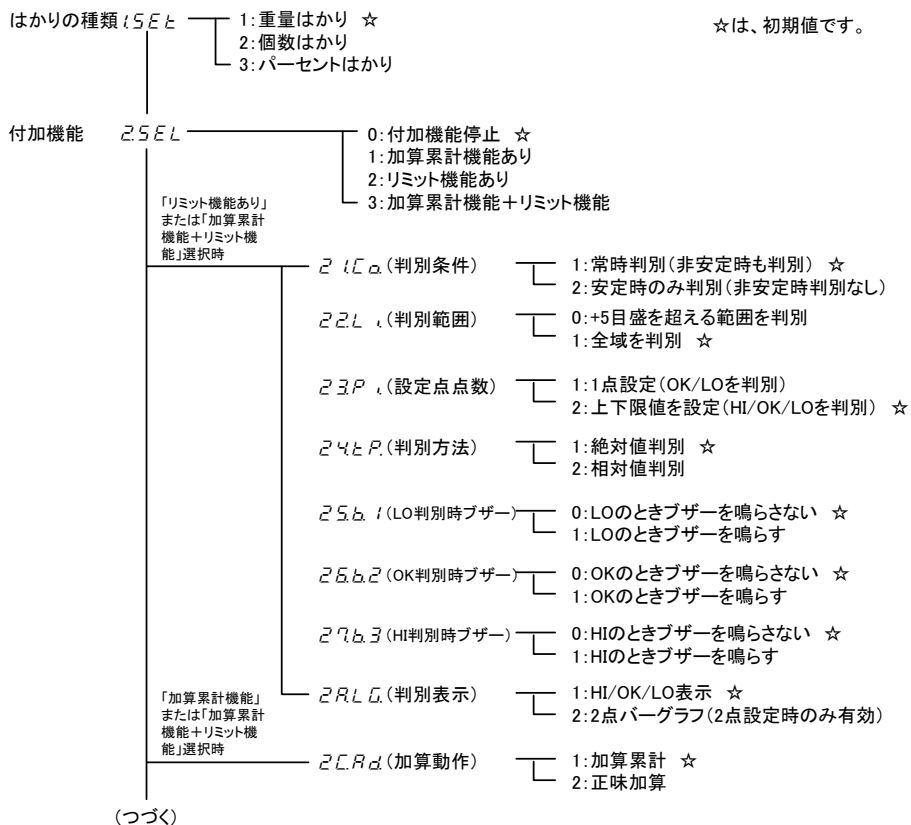 はかりの種類 1.SEt 1:重量はかり ☆
☆は、初期値です。
2:個数はかり
3:パーセントはかり
付加機能 2.SEL 0:付加機能停止 ☆
1:加算累計機能あり
2:リミット機能あり
3:加算累計機能+リミット機能
「リミット機能あり」
または「加算累計
機能+リミット機
能」選択時
21.Co.(判別条件) 1:常時判別(非安定時も判別) ☆
2:安定時のみ判別(非安定時判別なし)
22.Li.(判別範囲) 0:+5目盛を超える範囲を判別
1:全域を判別 ☆
23.Pi.(設定点点数) 1:1点設定(OK/LOを判別)
2:上下限値を設定(HI/OK/LOを判別) ☆
24.tP.(判別方法) 1:絶対値判別 ☆
2:相対値判別
25.b.1(LO判別時ブザー) 0:LOのときブザーを鳴らさない ☆
1:LOのときブザーを鳴らす
26.b.2(OK判別時ブザー) 0:OKのときブザーを鳴らさない ☆
1:OKのときブザーを鳴らす
27.b.3(HI判別時ブザー) 0:HIのときブザーを鳴らさない ☆
1:HIのときブザーを鳴らす
2A.LG.(判別表示) 1:HI/OK/LO表示 ☆
2:2点バーグラフ(2点設定時のみ有効)
「加算累計機能」
または「加算累計
機能+リミット機
能」選択時
2C.Ad.(加算動作) 1:加算累計 ☆
2:正味加算
(つづく)